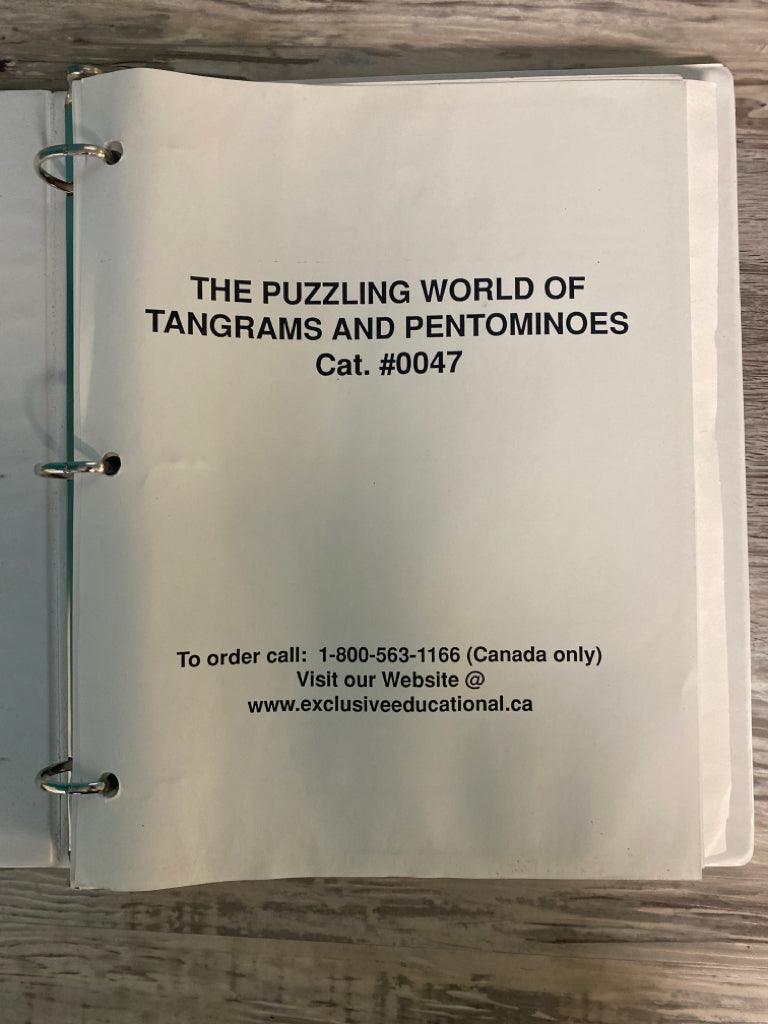 THE PUZZLING WORLD OF
TANGRAMS AND PENTOMINOES
Cat. #0047
To order call: 1-800-563-1166 (Canada only)
Visit our Website @
www.exclusiveeducational.ca